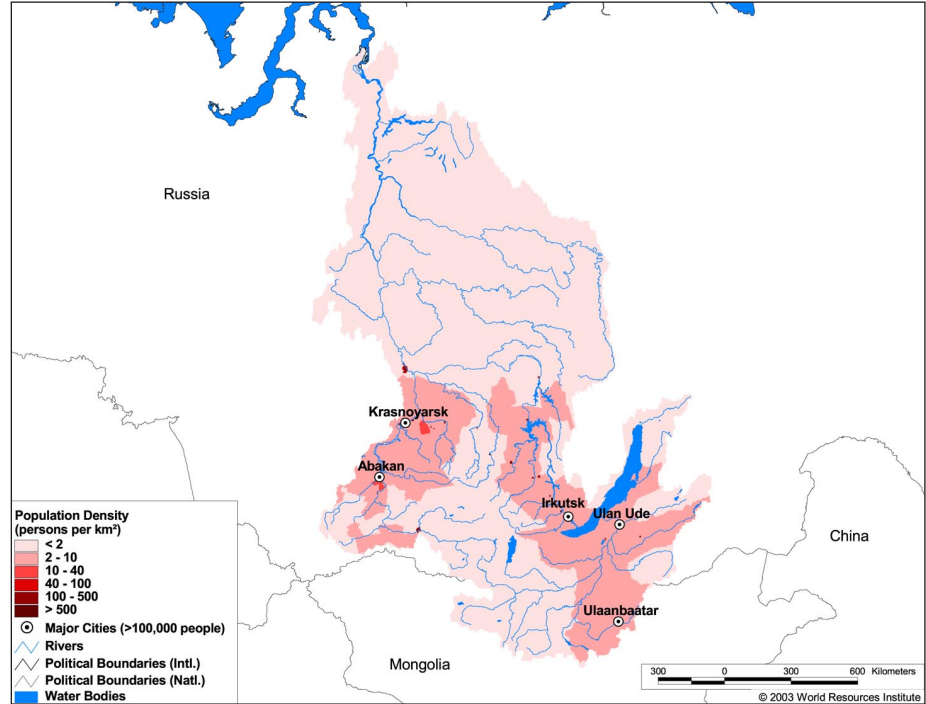 Russia
Krasnoyarsk
Abakan
Irkutsk
Ulan Ude
China
Ulaanbaatar
Mongolia
Population Density
(persons per km²)
< 2
2 - 10
10 - 40
40 - 100
100 - 500
> 500
Major Cities (>100,000 people)
Rivers
Political Boundaries (Intl.)
Political Boundaries (Natl.)
Water Bodies
300 0 300 600 Kilometers
© 2003 World Resources Institute